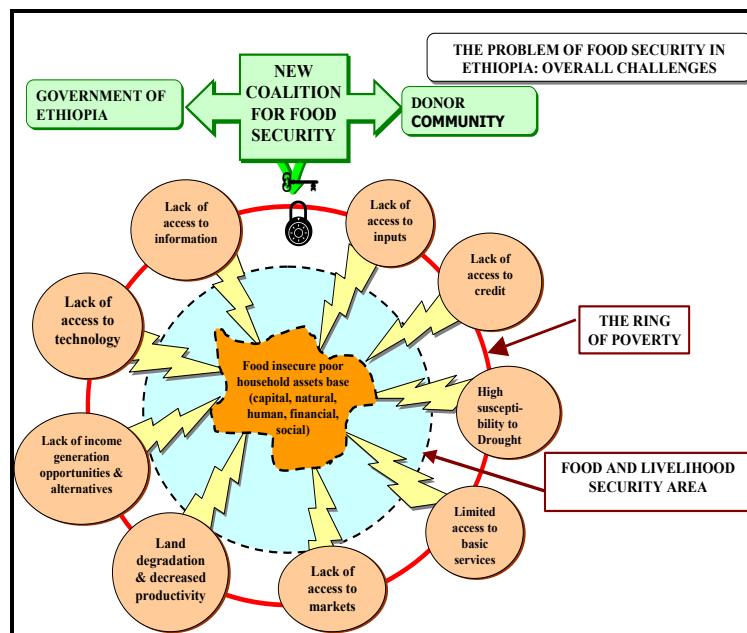 THE PROBLEM OF FOOD SECURITY IN
ETHIOPIA: OVERALL CHALLENGES
NEW
COALITION
FOR FOOD
SECURITY
GOVERNMENT OF
ETHIOPIA
DONOR
COMMUNITY
Lack of
access to
information
Lack of
access to
inputs
Lack of
access to
credit
Lack of
access to
technology
THE RING
OF POVERTY
Food insecure poor
household assets base
(capital, natural,
human, financial,
social)
High
suscepti-
bility to
Drought
Lack of income
generation
opportunities &
alternatives
FOOD AND LIVELIHOOD
SECURITY AREA
Limited
access to
basic
services
Land
degradation
& decreased
productivity
Lack of
access to
markets